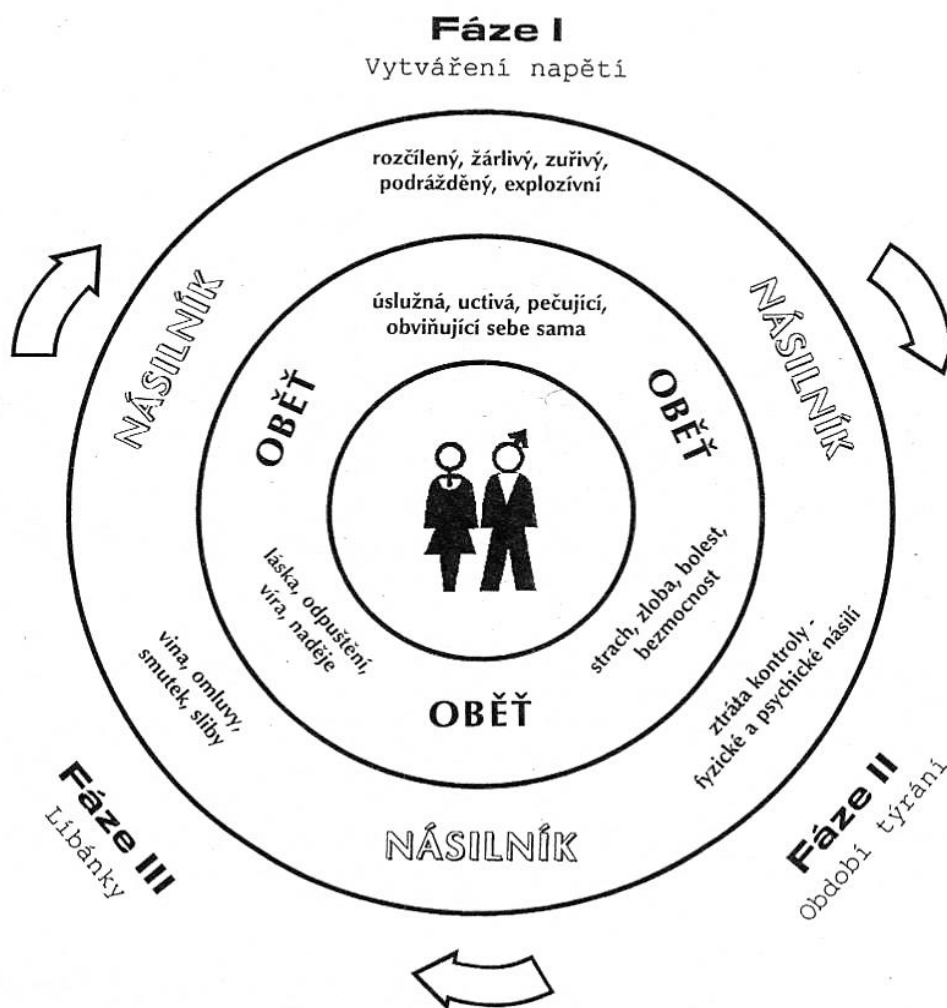 Fáze I
Vytváření napětí
rozčílený, žárlivý, zuřivý,
podrážděný, explozívní
NÁSILNÍK
NÁSILNÍK
úslužná, uctivá, pečující,
obviňující sebe sama
OBĚŤ
OBĚŤ
láska, odpuštění,
víra, naděje
strach, zloba, bolest,
bezmocnost
vina, omluvy,
smutek, sliby
ztráta kontroly -
fyzické a psychické násilí
OBĚŤ
NÁSILNÍK
Fáze III
Líbánky
Fáze II
Období týrání